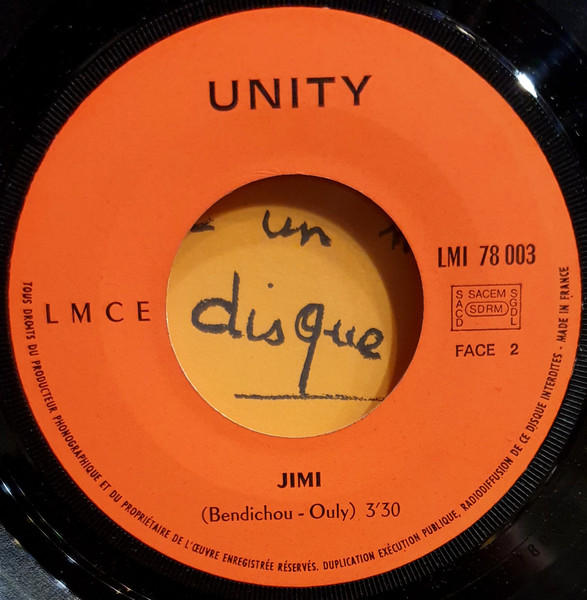 UNITY
un
disque
LMI 78 003
LMCE
SACD
SACEM
SDRM
SGDL
FACE 2
JIMI
(Bendichou - Ouly) 3'30
TOUS DROITS DU PRODUCTEUR PHONOGRAPHIQUE ET DU PROPRIÉTAIRE DE L'ŒUVRE ENREGISTRÉE RÉSERVÉS. DUPLICATION EXÉCUTION PUBLIQUE, RADIODIFFUSION DE CE DISQUE INTERDITES - MADE IN FRANCE